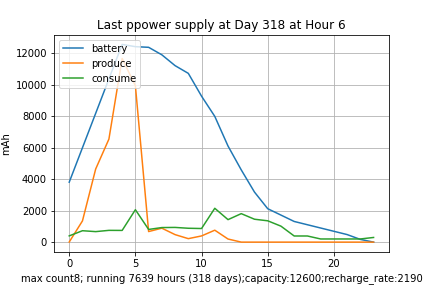 Last ppower supply at Day 318 at Hour 6
battery
produce
consume
mAh
12000
10000
8000
6000
4000
2000
0
0 5 10 15 20
max count8; running 7639 hours (318 days);capacity:12600;recharge_rate:2190